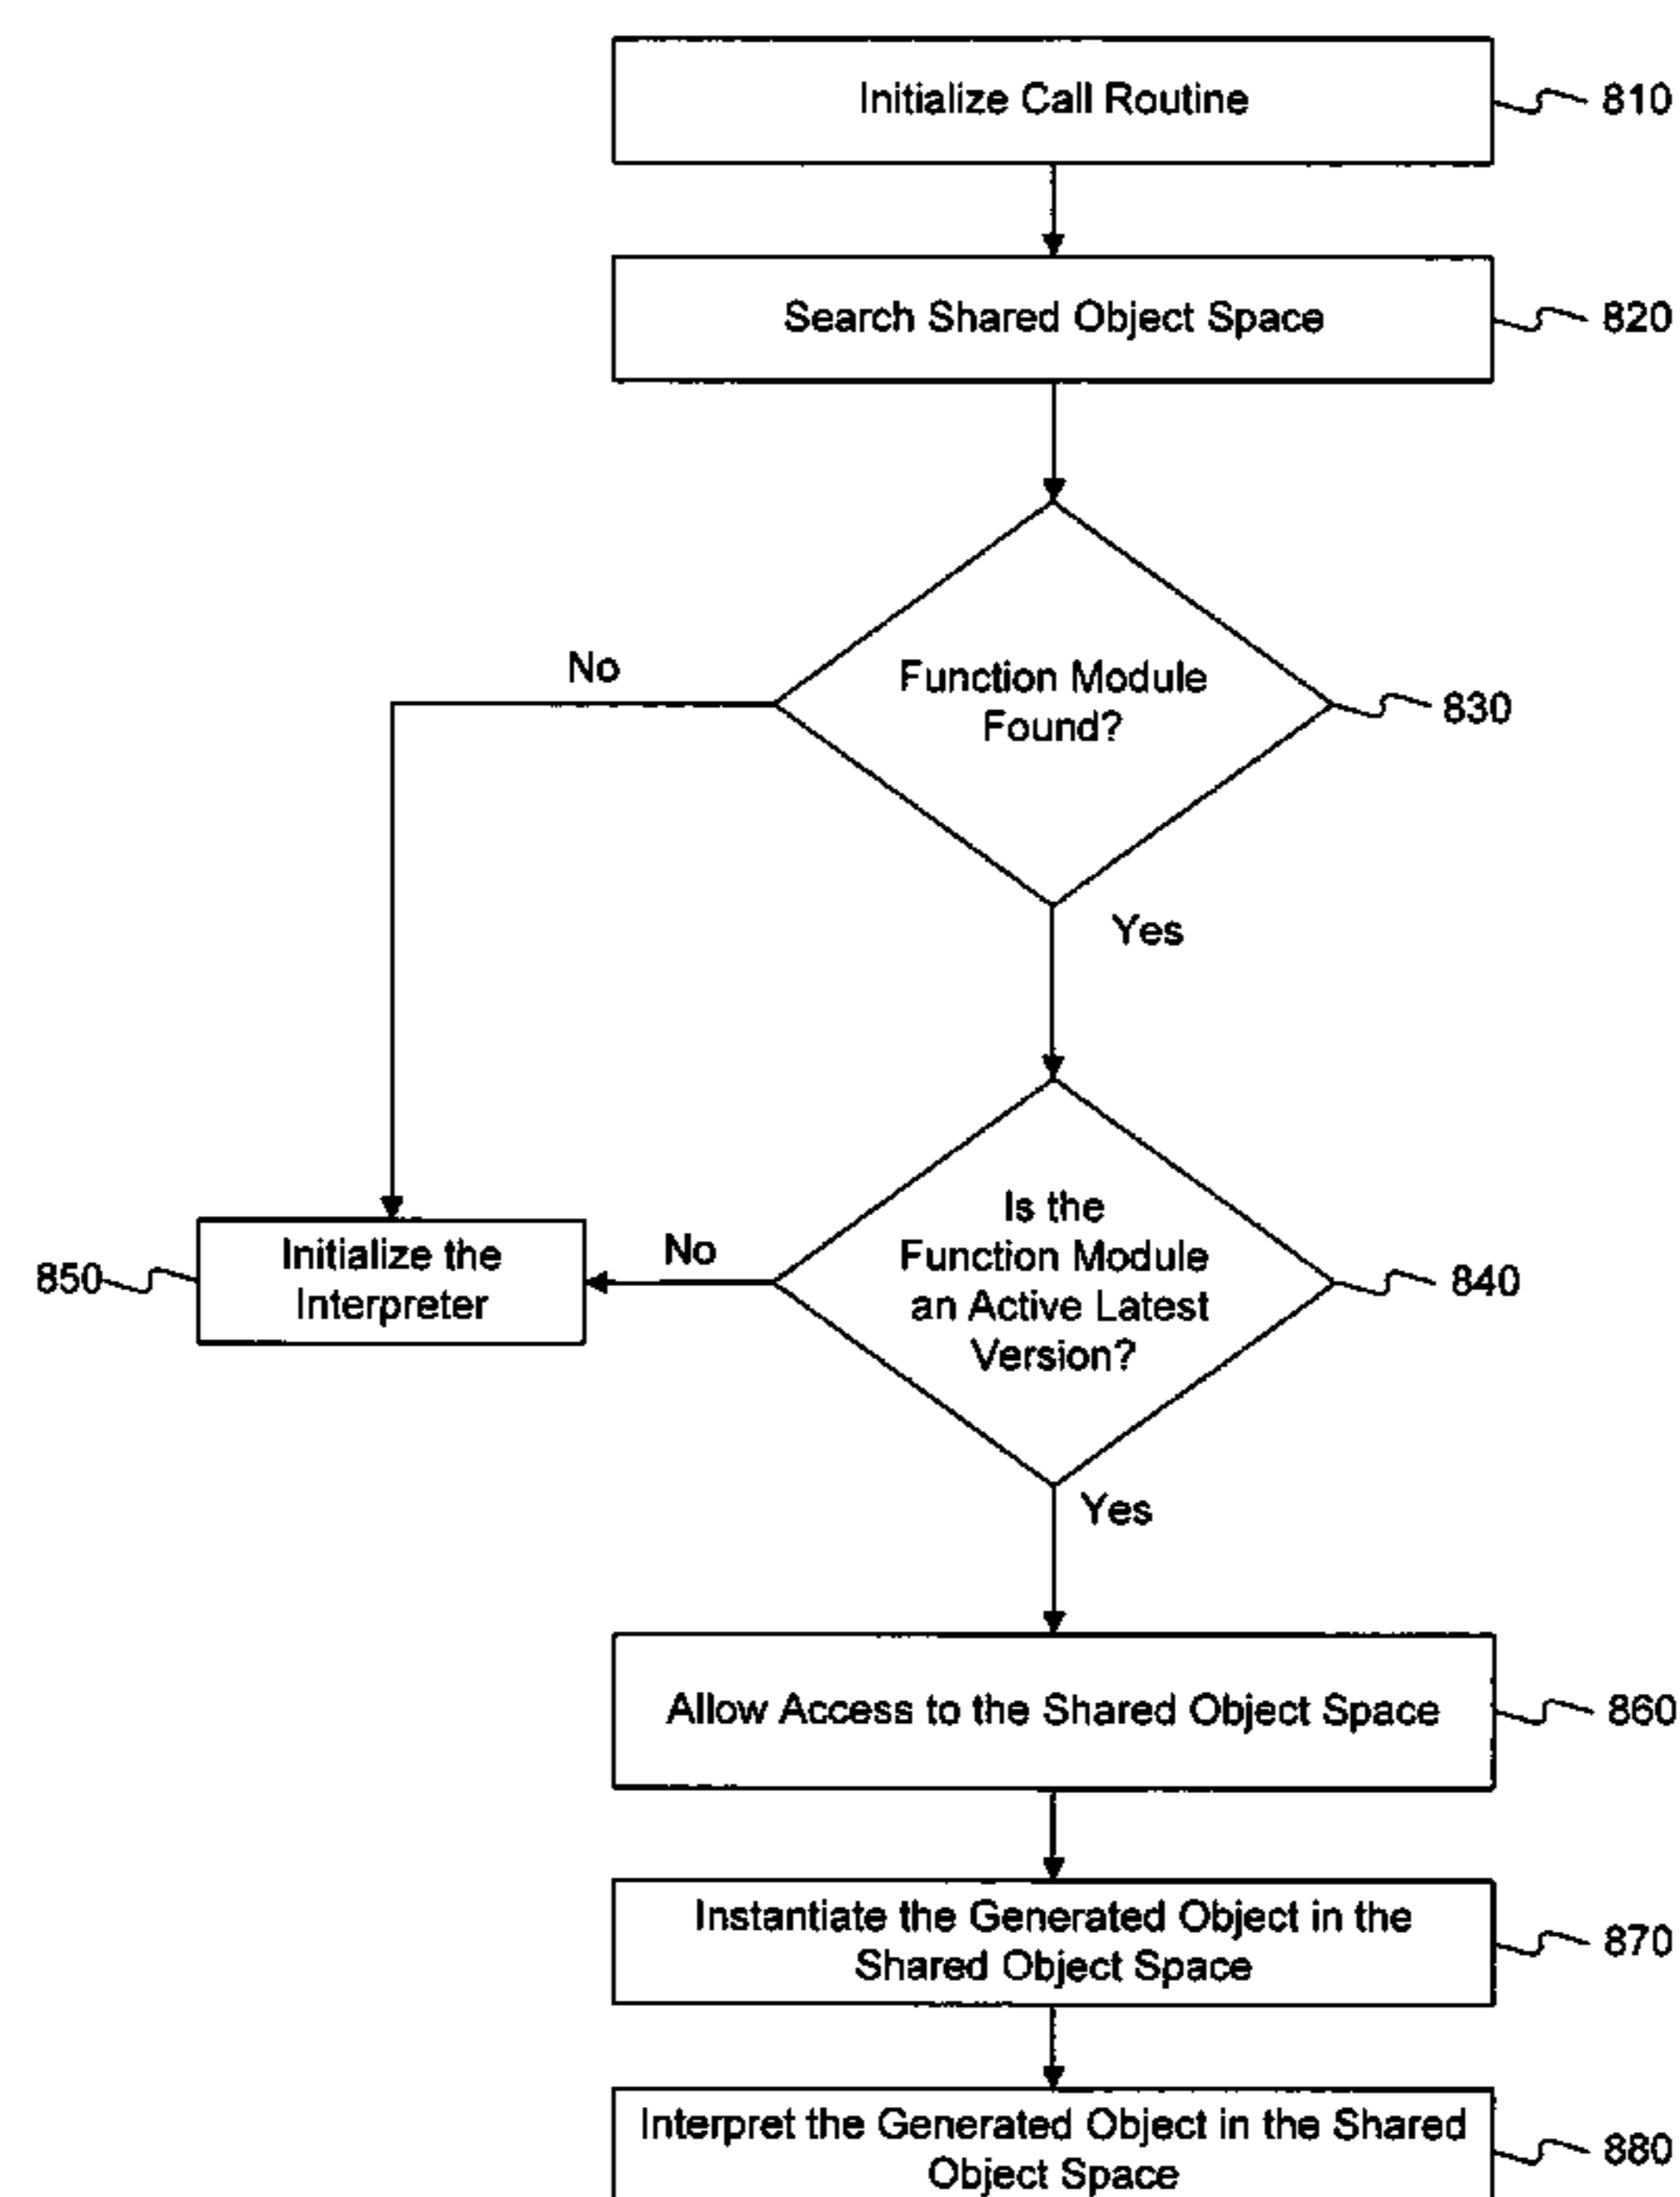 Initialize Call Routine
810
Search Shared Object Space
820
No
Function Module
Found?
830
Yes
850
Initialize the
Interpreter
No
Is the
Function Module
an Active Latest
Version?
840
Yes
Allow Access to the Shared Object Space
860
Instantiate the Generated Object in the
Shared Object Space
870
Interpret the Generated Object in the Shared
Object Space
880